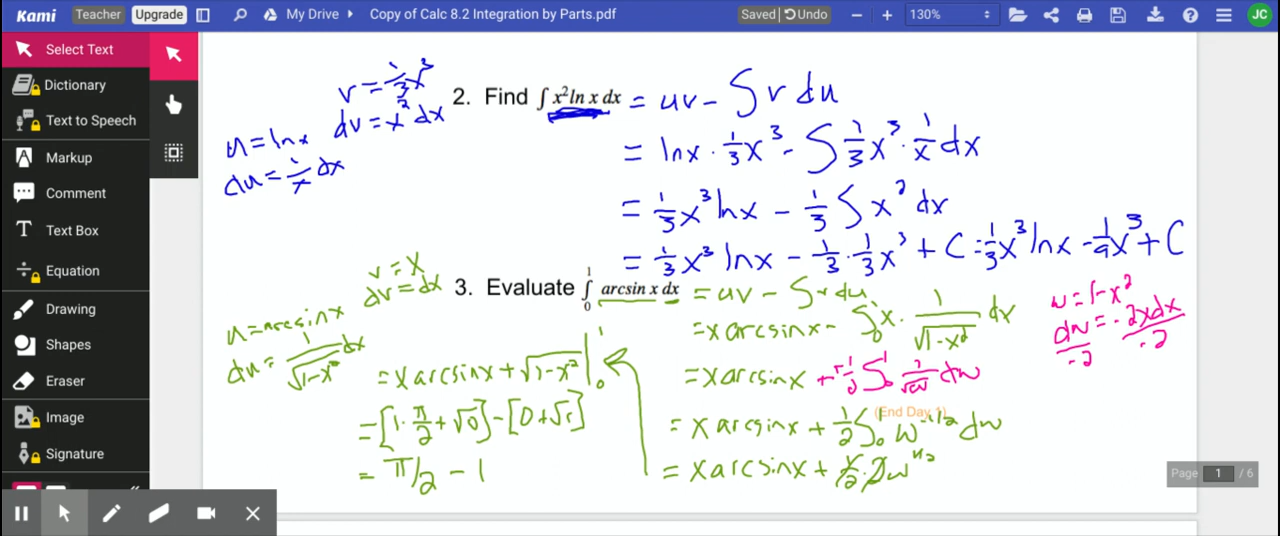 Kami Teacher Upgrade My Drive Copy of Calc 8.2 Integration by Parts.pdf Saved Undo 130% JC
Select Text
Dictionary
Text to Speech
Markup
Comment
Text Box
Equation
Drawing
Shapes
Eraser
Image
Signature
v = 1/3 x³
u = ln x dv = x² dx
du = 1/x dx
2. Find ∫ x² ln x dx = uv - ∫ v du
= ln x · 1/3 x³ - ∫ 1/3 x³ · 1/x dx
= 1/3 x³ ln x - 1/3 ∫ x² dx
= 1/3 x³ ln x - 1/3 · 1/3 x³ + C = 1/3 x³ ln x - 1/9 x³ + C
v = x
u = arcsin x dv = dx
du = 1/√(1-x²) dx
3. Evaluate ∫₀¹ arcsin x dx = uv - ∫ v du
= x arcsin x - ∫₀¹ x · 1/√(1-x²) dx
w = 1-x²
dw/-2 = -2x dx/-2
= x arcsin x + 1/2 ∫₀¹ 1/√w dw
(End Day 1)
= x arcsin x + 1/2 ∫₀¹ w^-1/2 dw
= x arcsin x + 1/2 · 2 w^1/2
= x arcsin x + √(1-x²) |₀¹
= [1 · π/2 + √0] - [0 + √1]
= π/2 - 1
Page 1 / 6